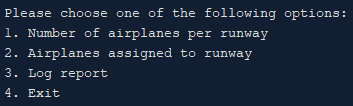 Please choose one of the following options:
1. Number of airplanes per runway
2. Airplanes assigned to runway
3. Log report
4. Exit